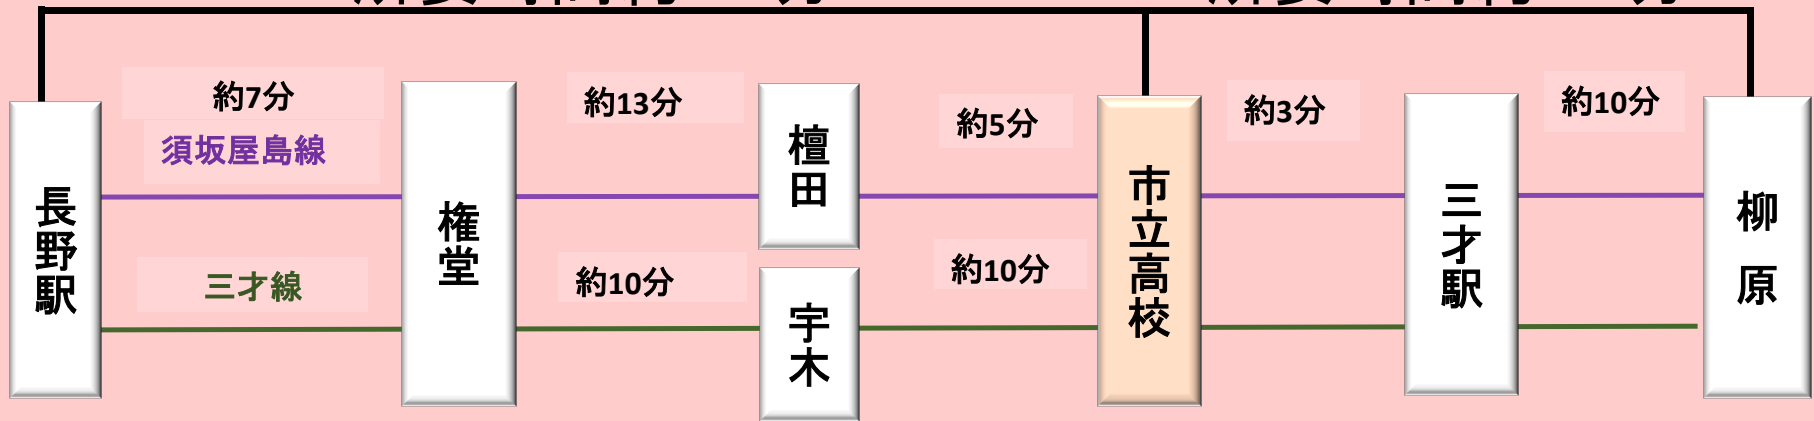 約7分
須坂屋島線
三才線
長野駅
権堂
約13分
約10分
檀田
宇木
約5分
約10分
市立高校
約3分
三才駅
約10分
柳原